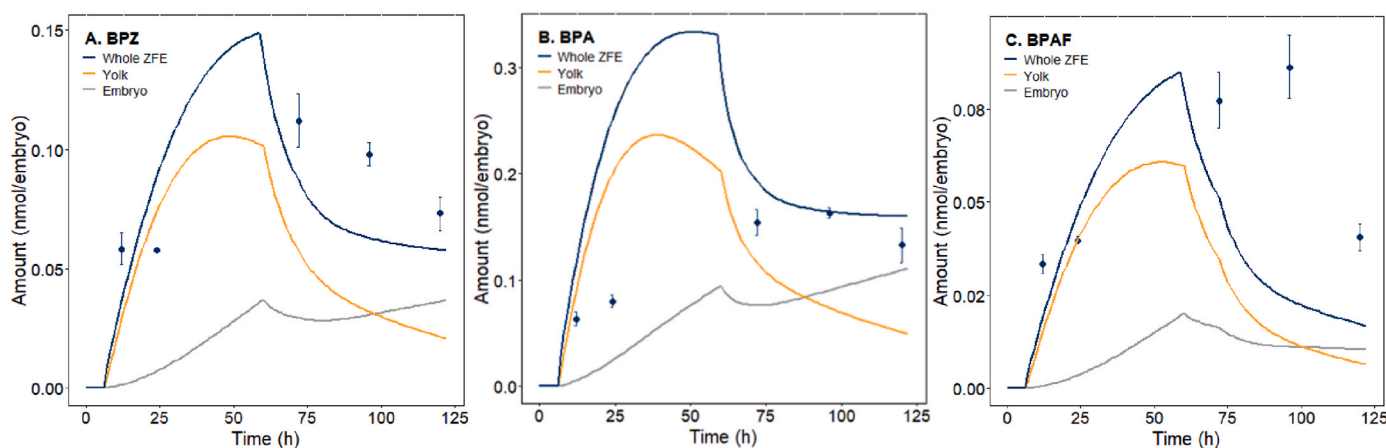 A. BPZ
Whole ZFE
Yolk
Embryo
Amount (nmol/embryo)
0.15
0.10
0.05
0.00
0 25 50 75 100 125
Time (h)
B. BPA
Whole ZFE
Yolk
Embryo
Amount (nmol/embryo)
0.3
0.2
0.1
0.0
0 25 50 75 100 125
Time (h)
C. BPAF
Whole ZFE
Yolk
Embryo
Amount (nmol/embryo)
0.08
0.05
0.02
0.00
0 25 50 75 100 125
Time (h)